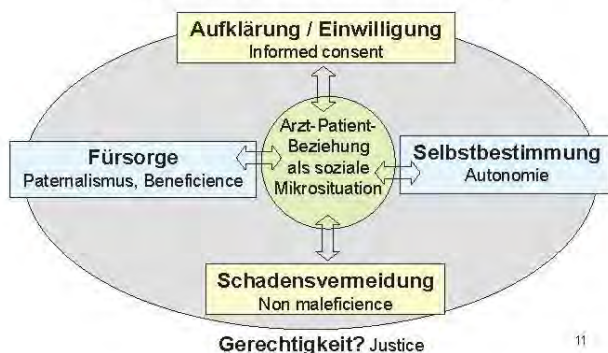 Aufklärung / Einwilligung
Informed consent
Arzt-Patient-
Beziehung
als soziale
Mikrosituation
Fürsorge
Paternalismus, Beneficience
Selbstbestimmung
Autonomie
Schadensvermeidung
Non maleficience
Gerechtigkeit? Justice
11